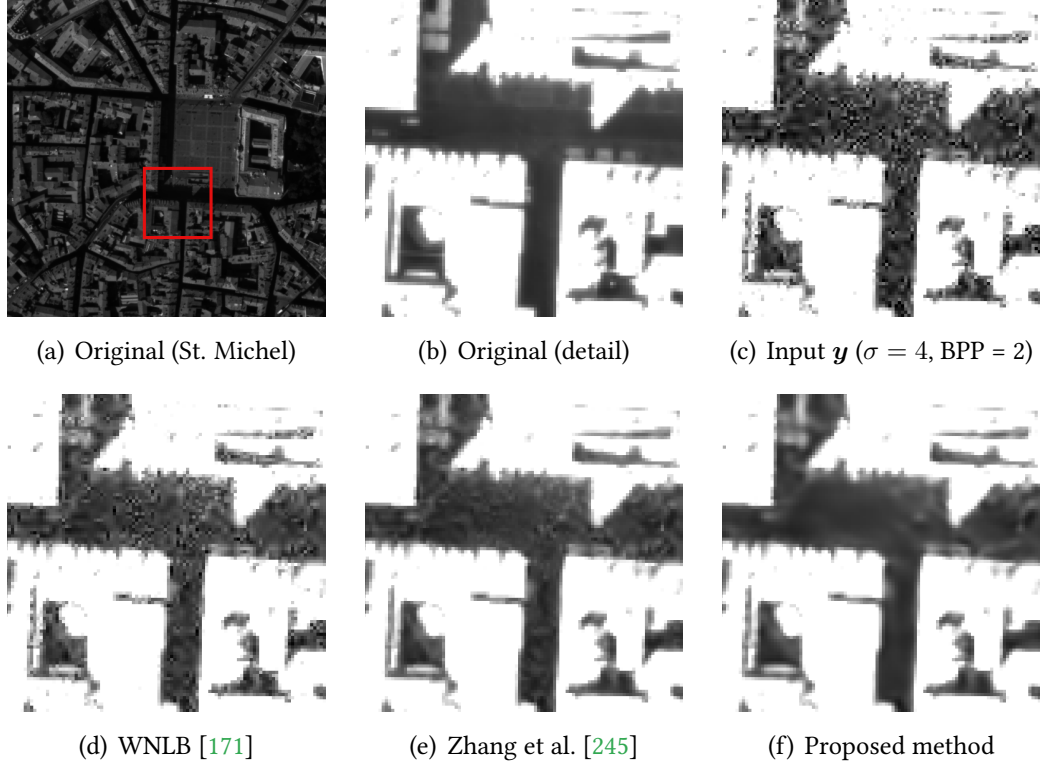 (a) Original (St. Michel)
(b) Original (detail)
(c) Input y (σ = 4, BPP = 2)
(d) WNLB [171]
(e) Zhang et al. [245]
(f) Proposed method